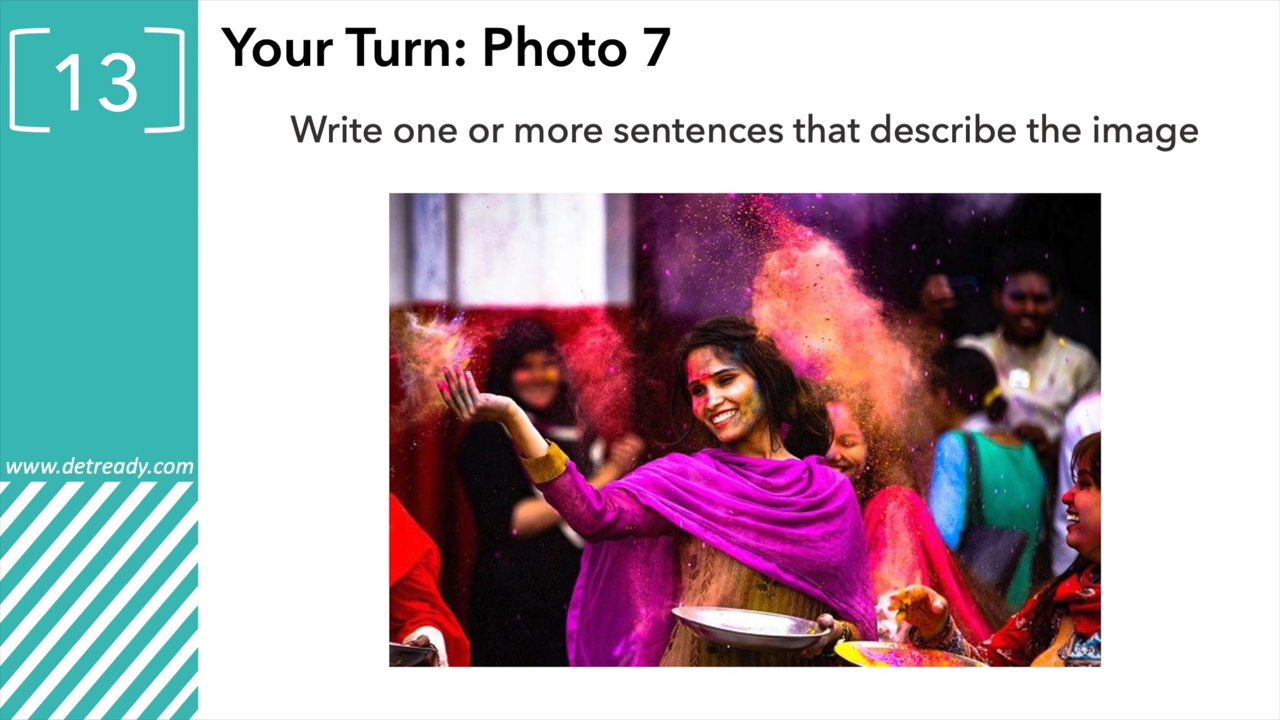 13
Your Turn: Photo 7
Write one or more sentences that describe the image
www.detready.com